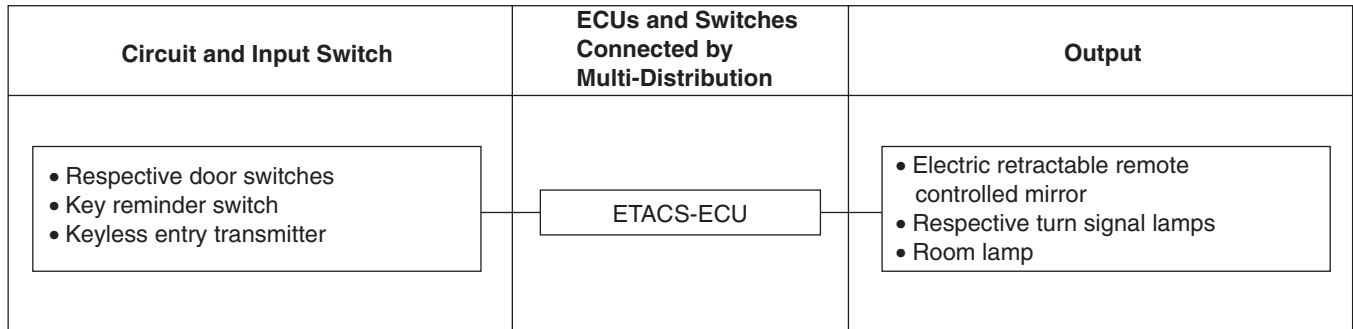 Circuit and Input Switch
ECUs and Switches
Connected by
Multi-Distribution
Output
• Respective door switches
• Key reminder switch
• Keyless entry transmitter
ETACS-ECU
• Electric retractable remote
controlled mirror
• Respective turn signal lamps
• Room lamp